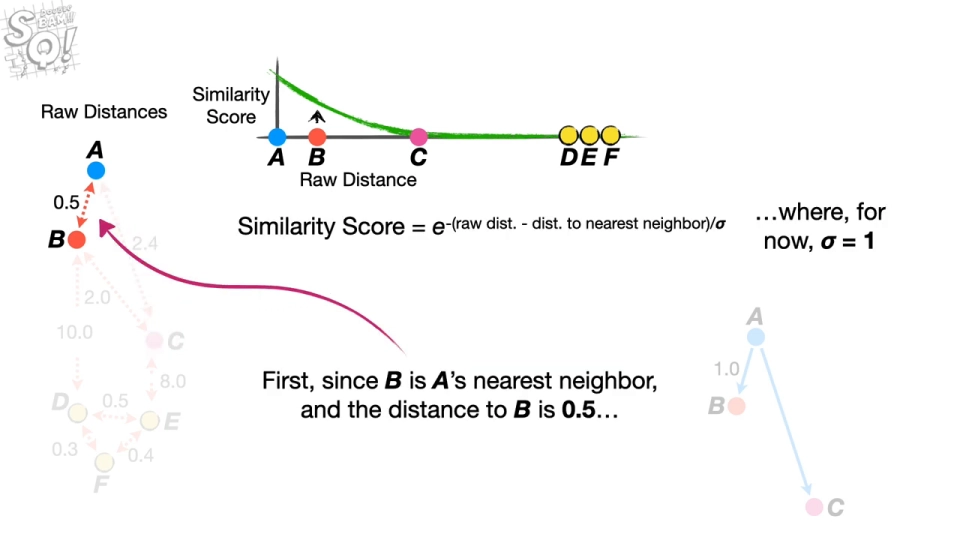 SQ!
BAM!!
Raw Distances
A
0.5
B
2.4
2.0
10.0
C
8.0
D
0.5
E
0.3
0.4
F
Similarity
Score
A B C D E F
Raw Distance
Similarity Score = e-(raw dist. - dist. to nearest neighbor)/σ
…where, for
now, σ = 1
First, since B is A’s nearest neighbor,
and the distance to B is 0.5…
A
1.0
B
C